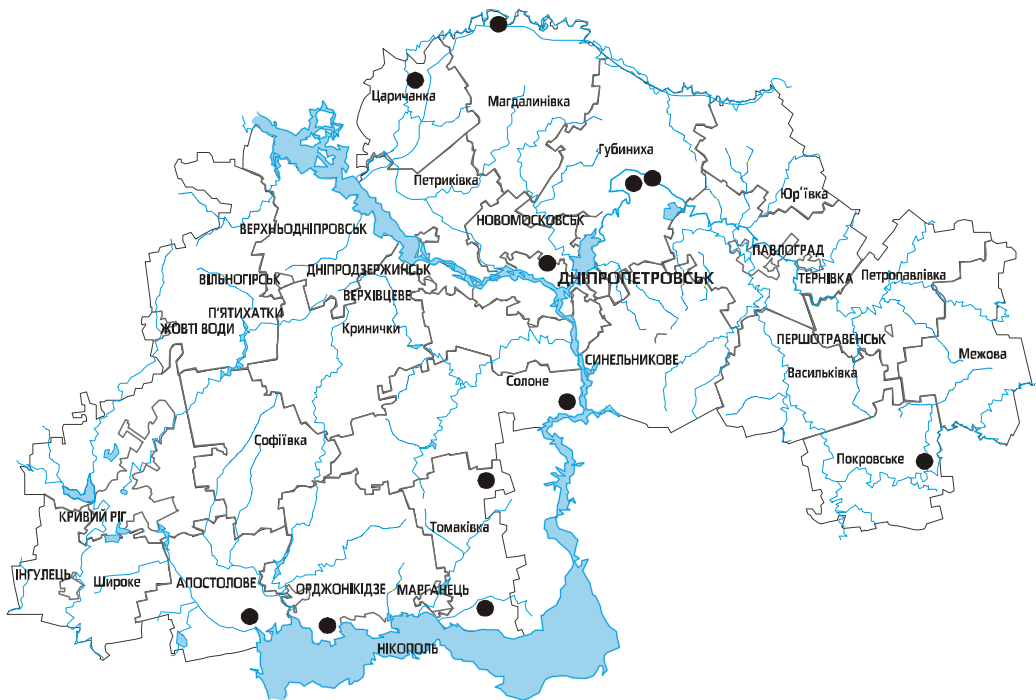 Царичанка
Магдалинівка
Губиниха
Петриківка
Юр'ївка
НОВОМОСКОВСЬК
ВЕРХНЬОДНІПРОВСЬК
ПАВЛОГРАД
ДНІПРОДЗЕРЖИНСЬК
ДНІПРОПЕТРОВСЬК
ТЕРНІВКА
Петропавлівка
ВІЛЬНОГІРСЬК
ВЕРХІВЦЕВЕ
П'ЯТИХАТКИ
ЖОВТІ ВОДИ
Кринички
ПЕРШОТРАВЕНСЬК
Межова
СИНЕЛЬНИКОВЕ
Васильківка
Солоне
Софіївка
Покровське
КРИВИЙ РІГ
Томаківка
ІНГУЛЕЦЬ
Широке
АПОСТОЛОВЕ
ОРДЖОНІКІДЗЕ
МАРГАНЕЦЬ
НІКОПОЛЬ